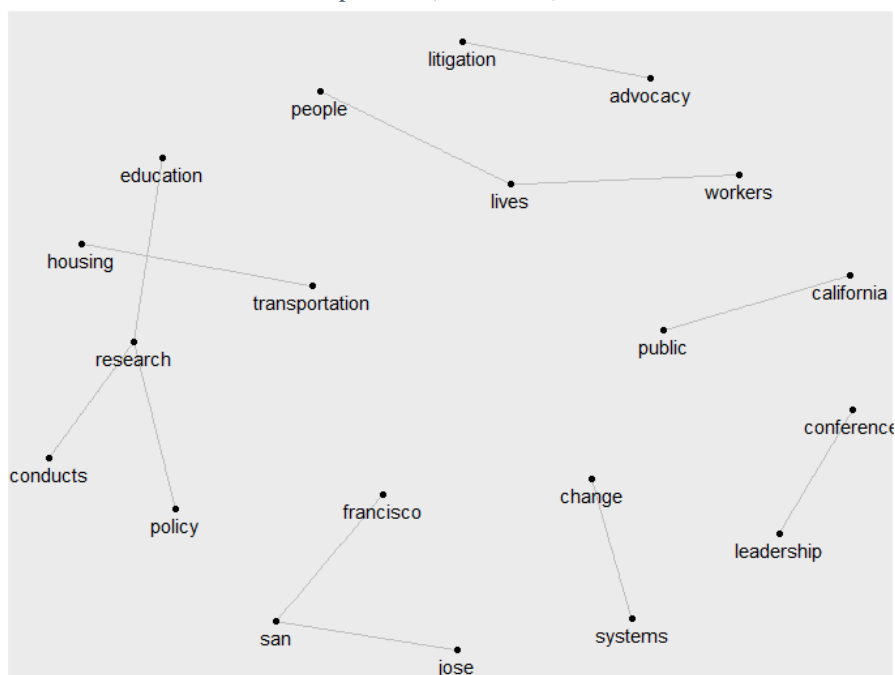 litigation
advocacy
people
education
workers
lives
housing
california
transportation
public
research
conference
conducts
change
francisco
policy
leadership
san
systems
jose